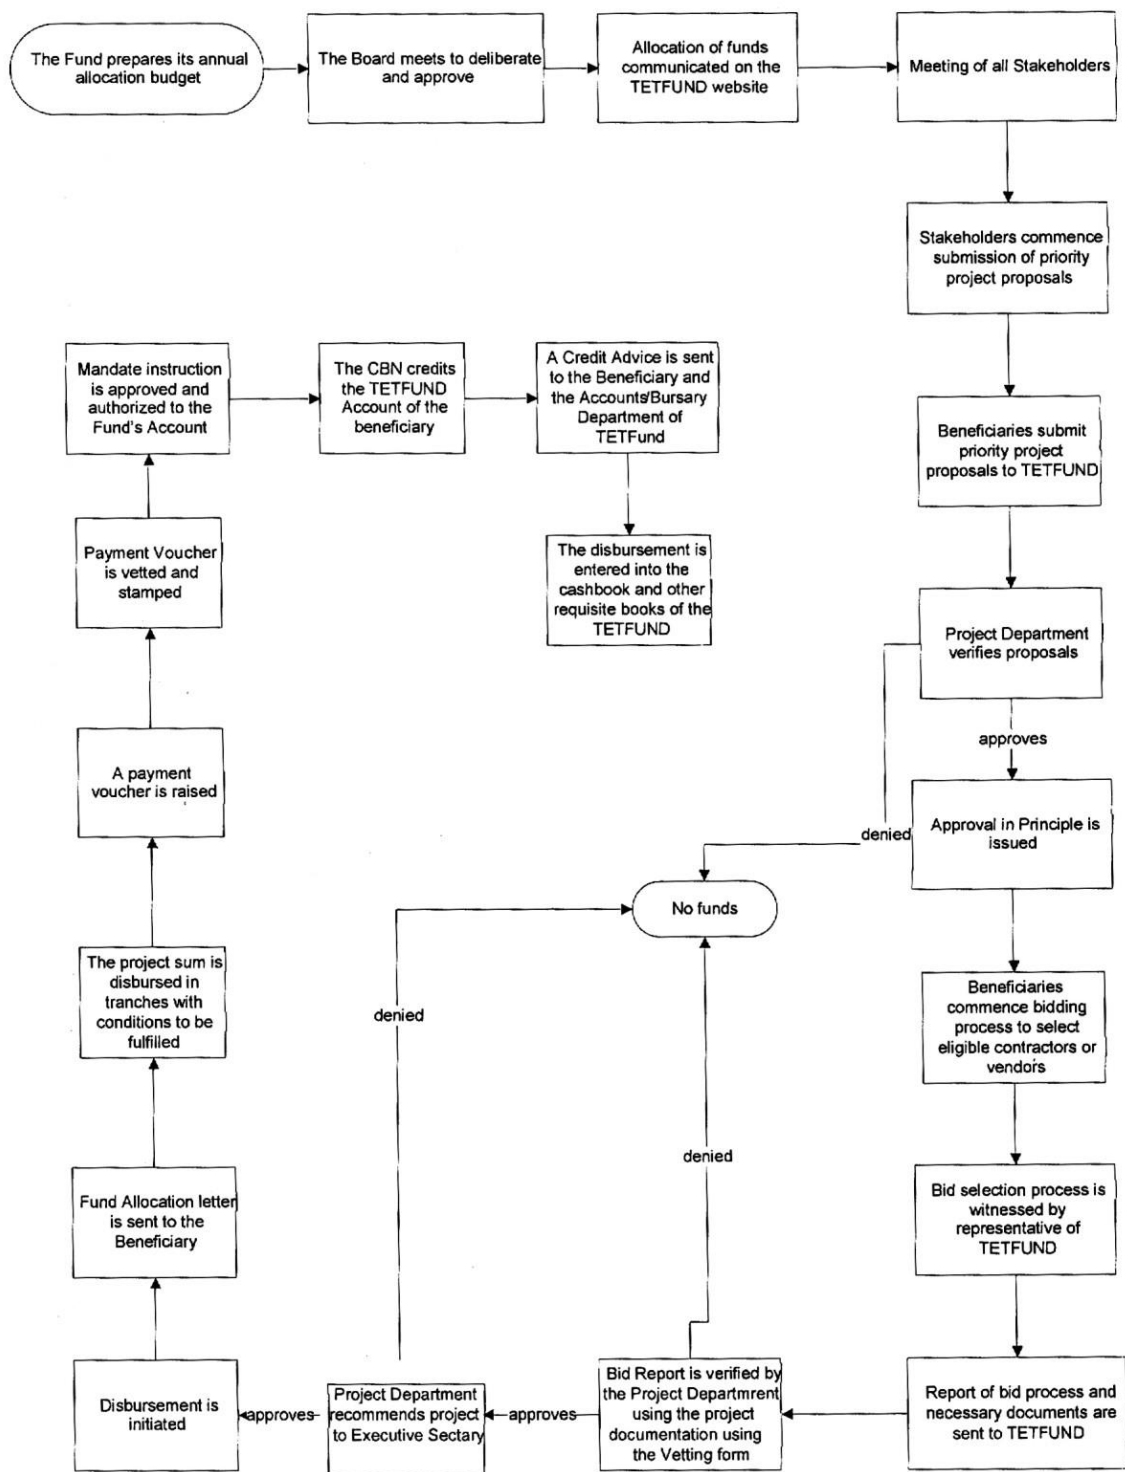 The Fund prepares its annual
allocation budget
The Board meets to deliberate
and approve
Allocation of funds
communicated on the
TETFUND website
Meeting of all Stakeholders
Stakeholders commence
submission of priority
project proposals
Beneficiaries submit
priority project
proposals to TETFUND
Project Department
verifies proposals
approves
denied
Approval in Principle is
issued
No funds
Beneficiaries
commence bidding
process to select
eligible contractors or
vendors
Bid selection process is
witnessed by
representative of
TETFUND
Report of bid process and
necessary documents are
sent to TETFUND
Bid Report is verified by
the Project Departmrent
using the project
documentation using
the Vetting form
denied
approves
Project Department
recommends project
to Executive Sectary
denied
approves
Disbursement is
initiated
Fund Allocation letter
is sent to the
Beneficiary
The project sum is
disbursed in
tranches with
conditions to be
fulfilled
A payment
voucher is raised
Payment Voucher
is vetted and
stamped
Mandate instruction
is approved and
authorized to the
Fund's Account
The CBN credits
the TETFUND
Account of the
beneficiary
A Credit Advice is sent
to the Beneficiary and
the Accounts/Bursary
Department of
TETFund
The disbursement is
entered into the
cashbook and other
requisite books of the
TETFUND